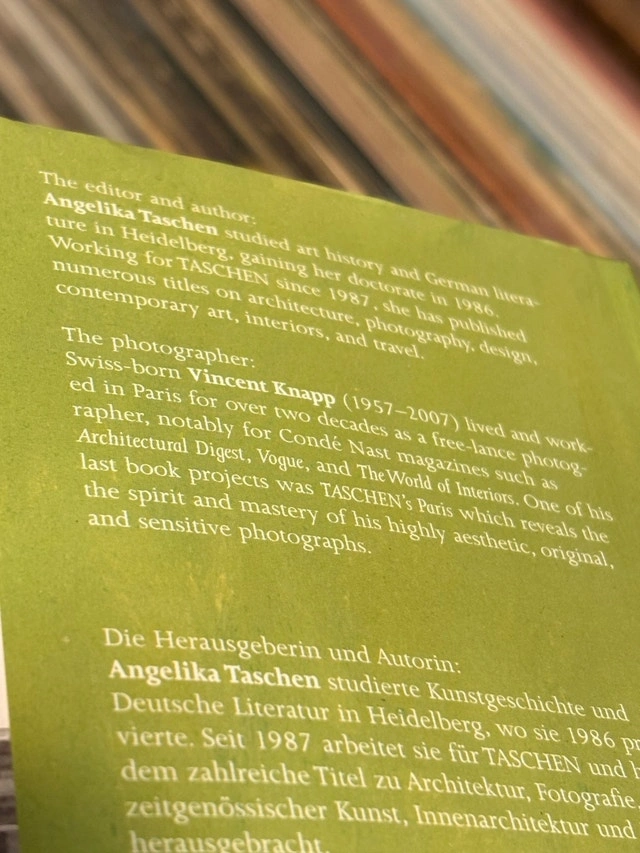 The editor and author:
Angelika Taschen studied art history and German litera-
ture in Heidelberg, gaining her doctorate in 1986.
Working for TASCHEN since 1987, she has published
numerous titles on architecture, photography, design,
contemporary art, interiors, and travel.
The photographer:
Swiss-born Vincent Knapp (1957–2007) lived and work-
ed in Paris for over two decades as a free-lance photog-
rapher, notably for Condé Nast magazines such as
Architectural Digest, Vogue, and The World of Interiors. One of his
last book projects was TASCHEN's Paris which reveals the
the spirit and mastery of his highly aesthetic, original,
and sensitive photographs.
Die Herausgeberin und Autorin:
Angelika Taschen studierte Kunstgeschichte und
Deutsche Literatur in Heidelberg, wo sie 1986
vierte. Seit 1987 arbeitet sie für TASCHEN und
dem zahlreiche Titel zu Architektur, Fotografie
zeitgenössischer Kunst, Innenarchitektur und
herausgebracht.